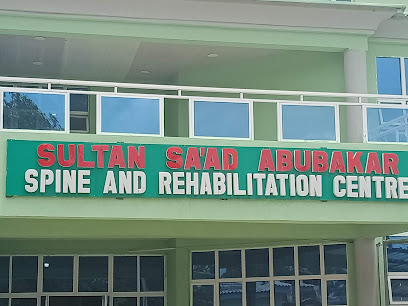 SULTAN SA'AD ABUBAKAR
SPINE AND REHABILITATION CENTRE